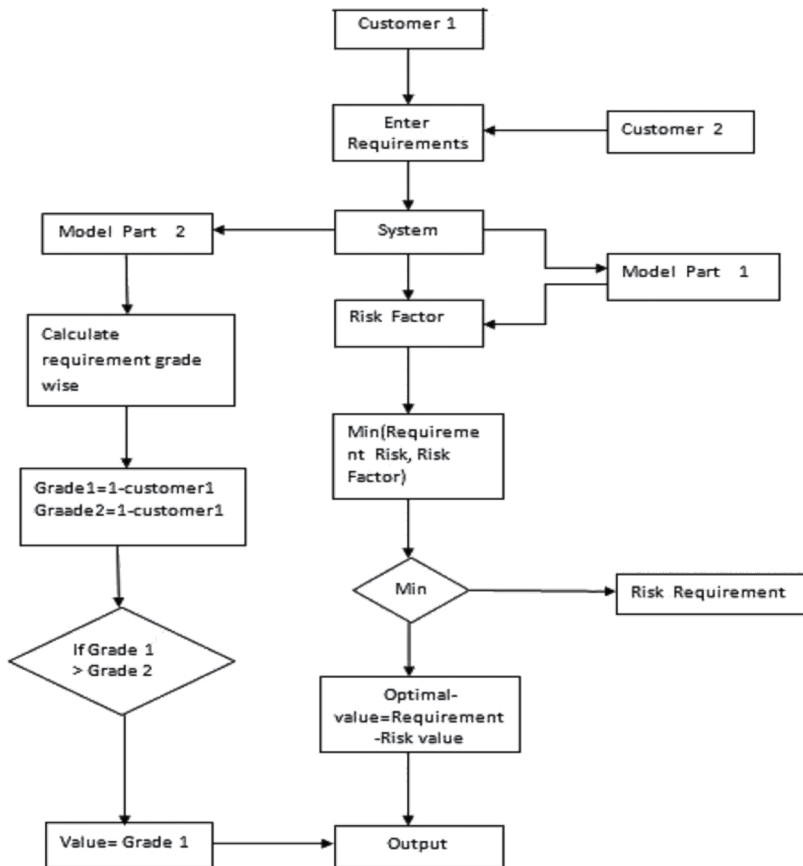 Customer 1
Enter
Requirements
Customer 2
Model Part 2
System
Model Part 1
Risk Factor
Calculate
requirement grade
wise
Min(Requireme
nt Risk, Risk
Factor)
Grade1=1-customer1
Graade2=1-customer1
Min
Risk Requirement
If Grade 1
> Grade 2
Optimal-
value=Requirement
-Risk value
Value= Grade 1
Output